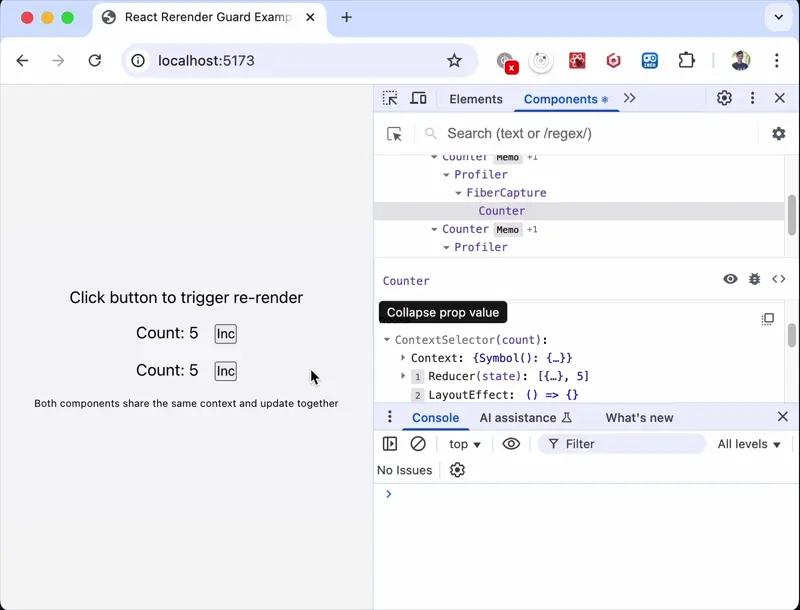 React Rerender Guard Examp
localhost:5173
x
Elements
Components
Search (text or /regex/)
Counter Memo +1
Profiler
FiberCapture
Counter
Counter Memo +1
Profiler
Counter
Collapse prop value
ContextSelector(count):
Context: {Symbol(): {…}}
1 Reducer(state): [{…}, 5]
2 LayoutEffect: () => {}
Console
AI assistance
What's new
top
Filter
All levels
No Issues
Click button to trigger re-render
Count: 5 Inc
Count: 5 Inc
Both components share the same context and update together